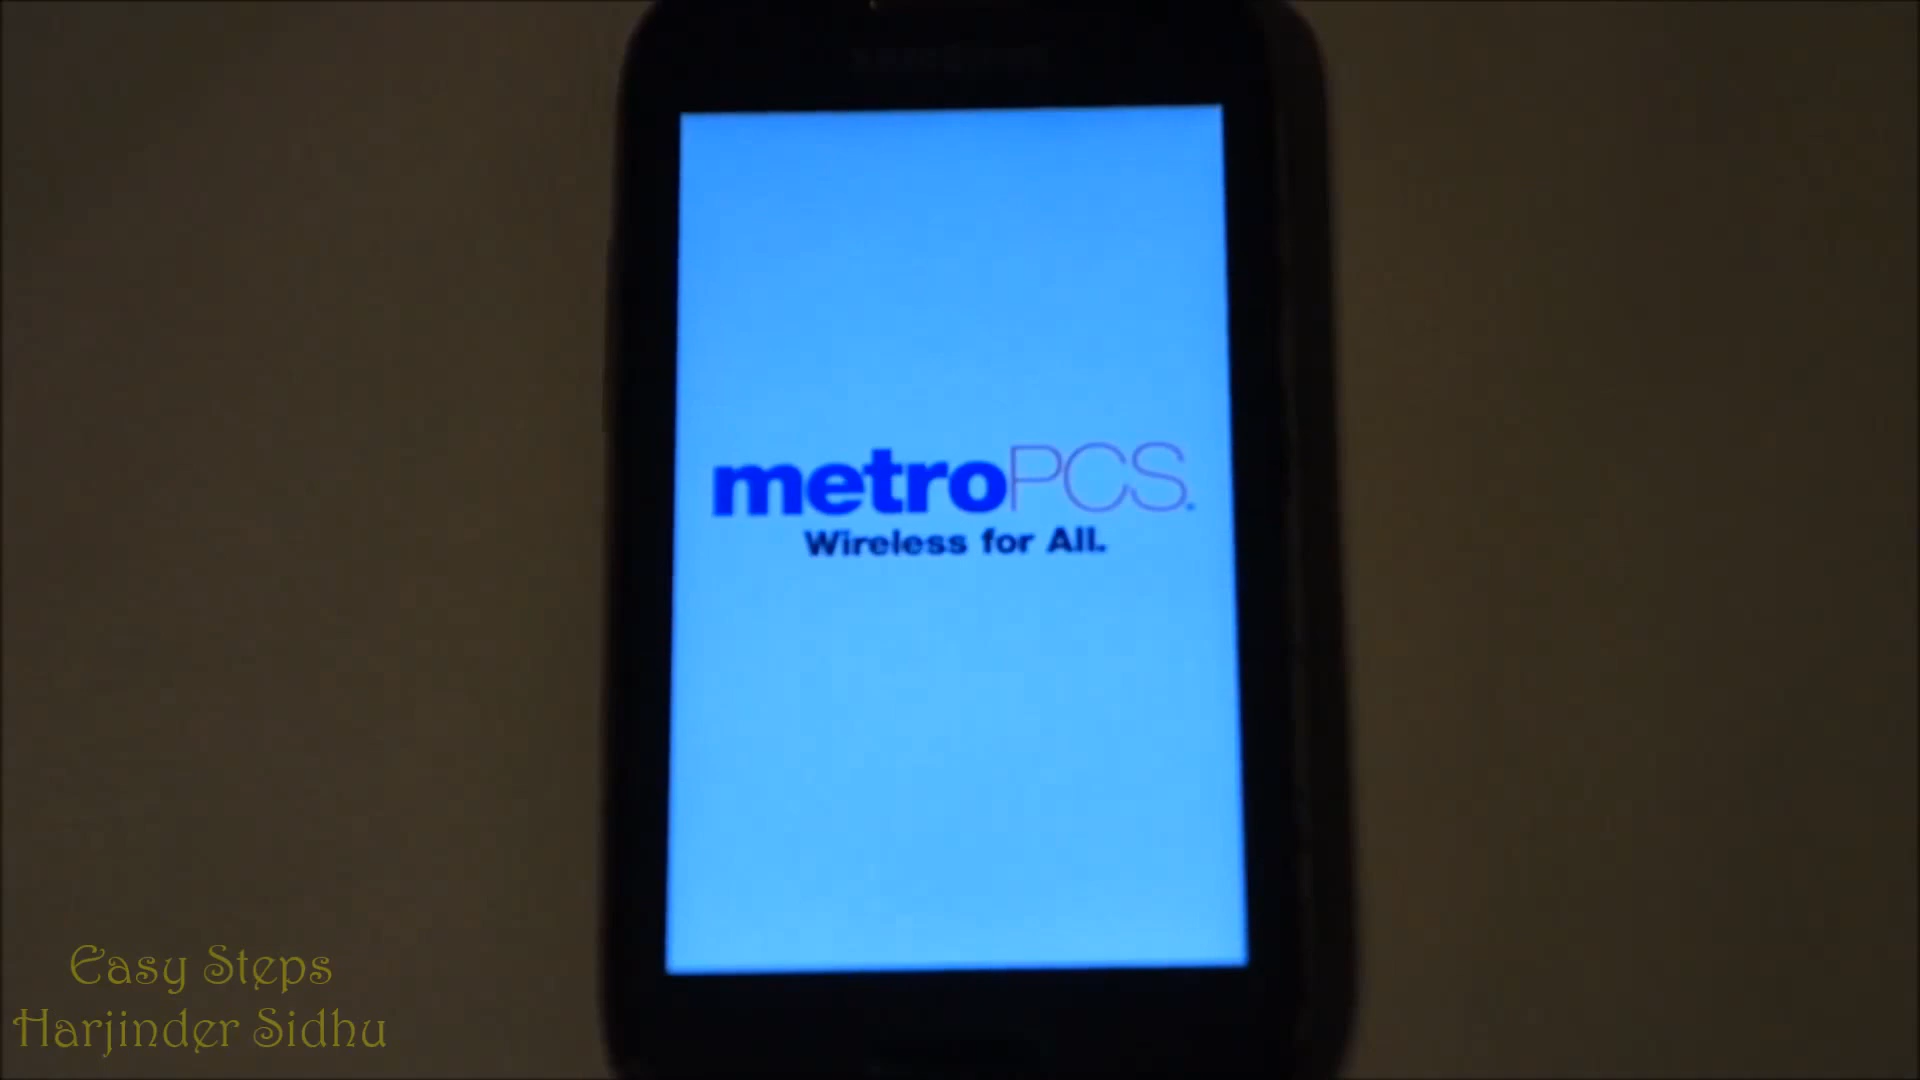 metroPCS.
Wireless for All.
Easy Steps
Harjinder Sidhu